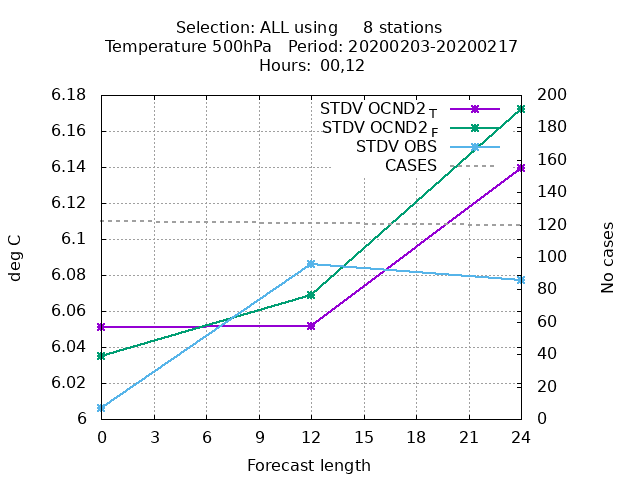 Selection: ALL using 8 stations
Temperature 500hPa Period: 20200203-20200217
Hours: 00,12
STDV OCND2 T
STDV OCND2 F
STDV OBS
CASES
deg C
6.18
6.16
6.14
6.12
6.1
6.08
6.06
6.04
6.02
6
200
180
160
140
120
100
80
60
40
20
0
No cases
0 3 6 9 12 15 18 21 24
Forecast length